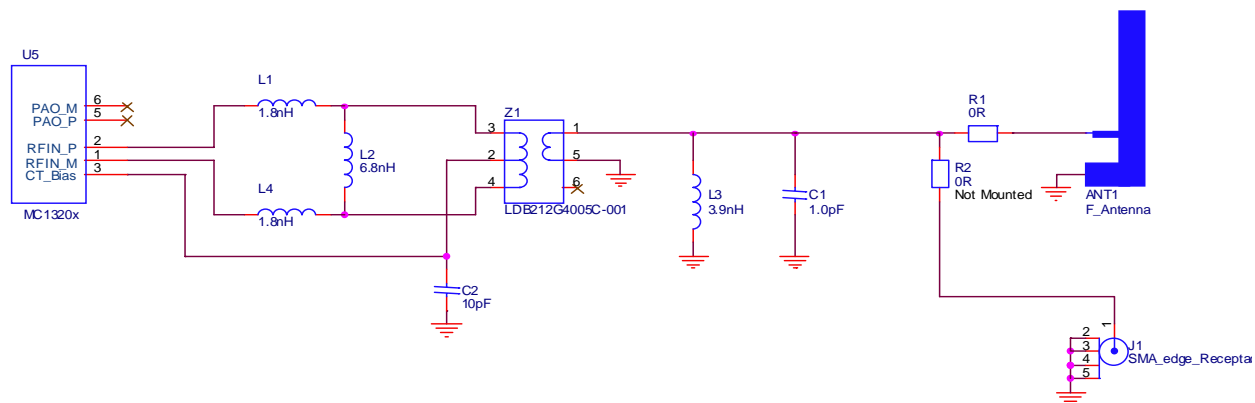 U5
PAO_M 6
PAO_P 5
RFIN_P 2
RFIN_M 1
CT_Bias 3
MC1320x
L1
1.8nH
L2
6.8nH
L4
1.8nH
C2
10pF
Z1
3 1
2 5
4 6
LDB212G4005C-001
L3
3.9nH
C1
1.0pF
R1
0R
R2
0R
Not Mounted
ANT1
F_Antenna
1
2
3
4
5
J1
SMA_edge_Recepta